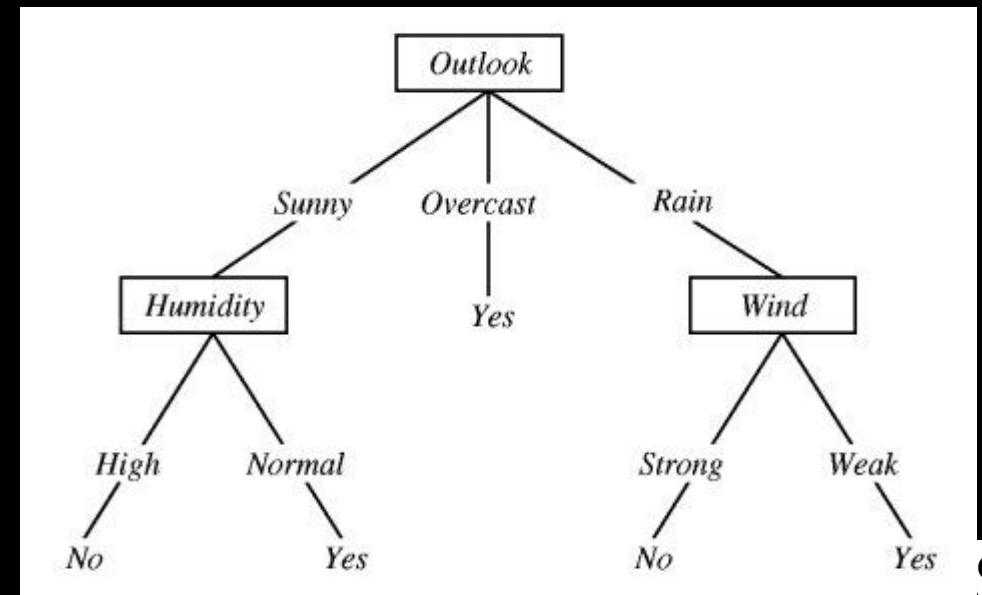 Outlook
Sunny Overcast Rain
Humidity Yes Wind
High Normal Strong Weak
No Yes No Yes